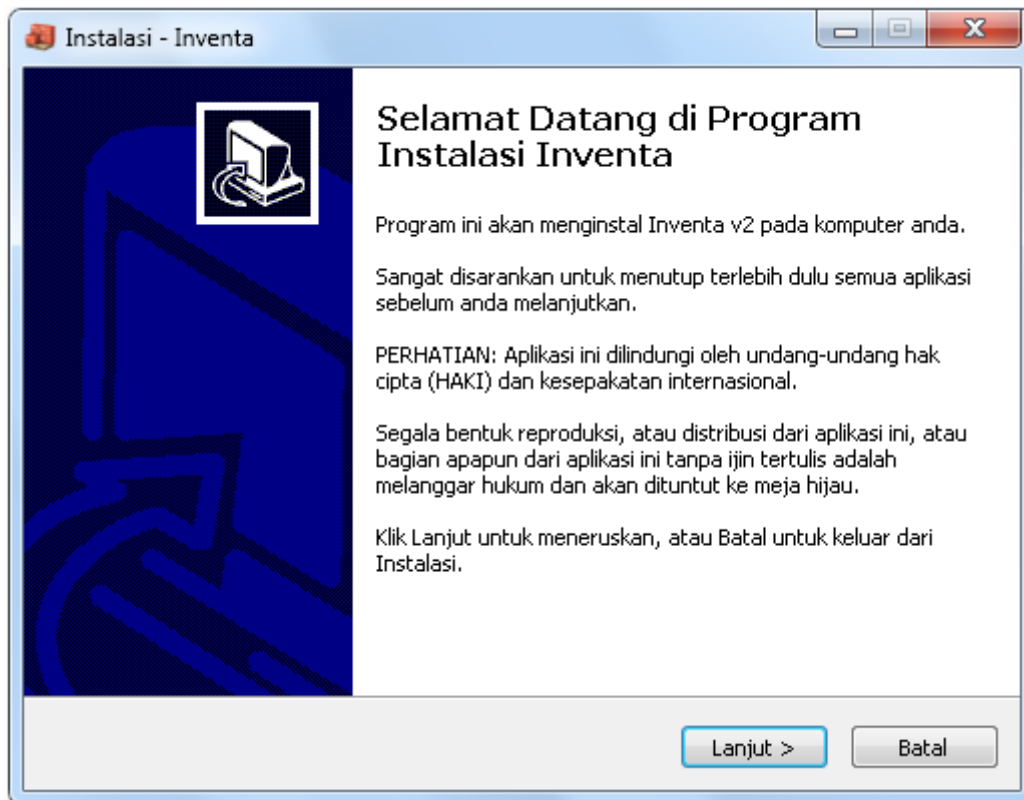 Instalasi - Inventa
Selamat Datang di Program
Instalasi Inventa
Program ini akan menginstal Inventa v2 pada komputer anda.
Sangat disarankan untuk menutup terlebih dulu semua aplikasi
sebelum anda melanjutkan.
PERHATIAN: Aplikasi ini dilindungi oleh undang-undang hak
cipta (HAKI) dan kesepakatan internasional.
Segala bentuk reproduksi, atau distribusi dari aplikasi ini, atau
bagian apapun dari aplikasi ini tanpa ijin tertulis adalah
melanggar hukum dan akan dituntut ke meja hijau.
Klik Lanjut untuk meneruskan, atau Batal untuk keluar dari
Instalasi.
Lanjut >
Batal